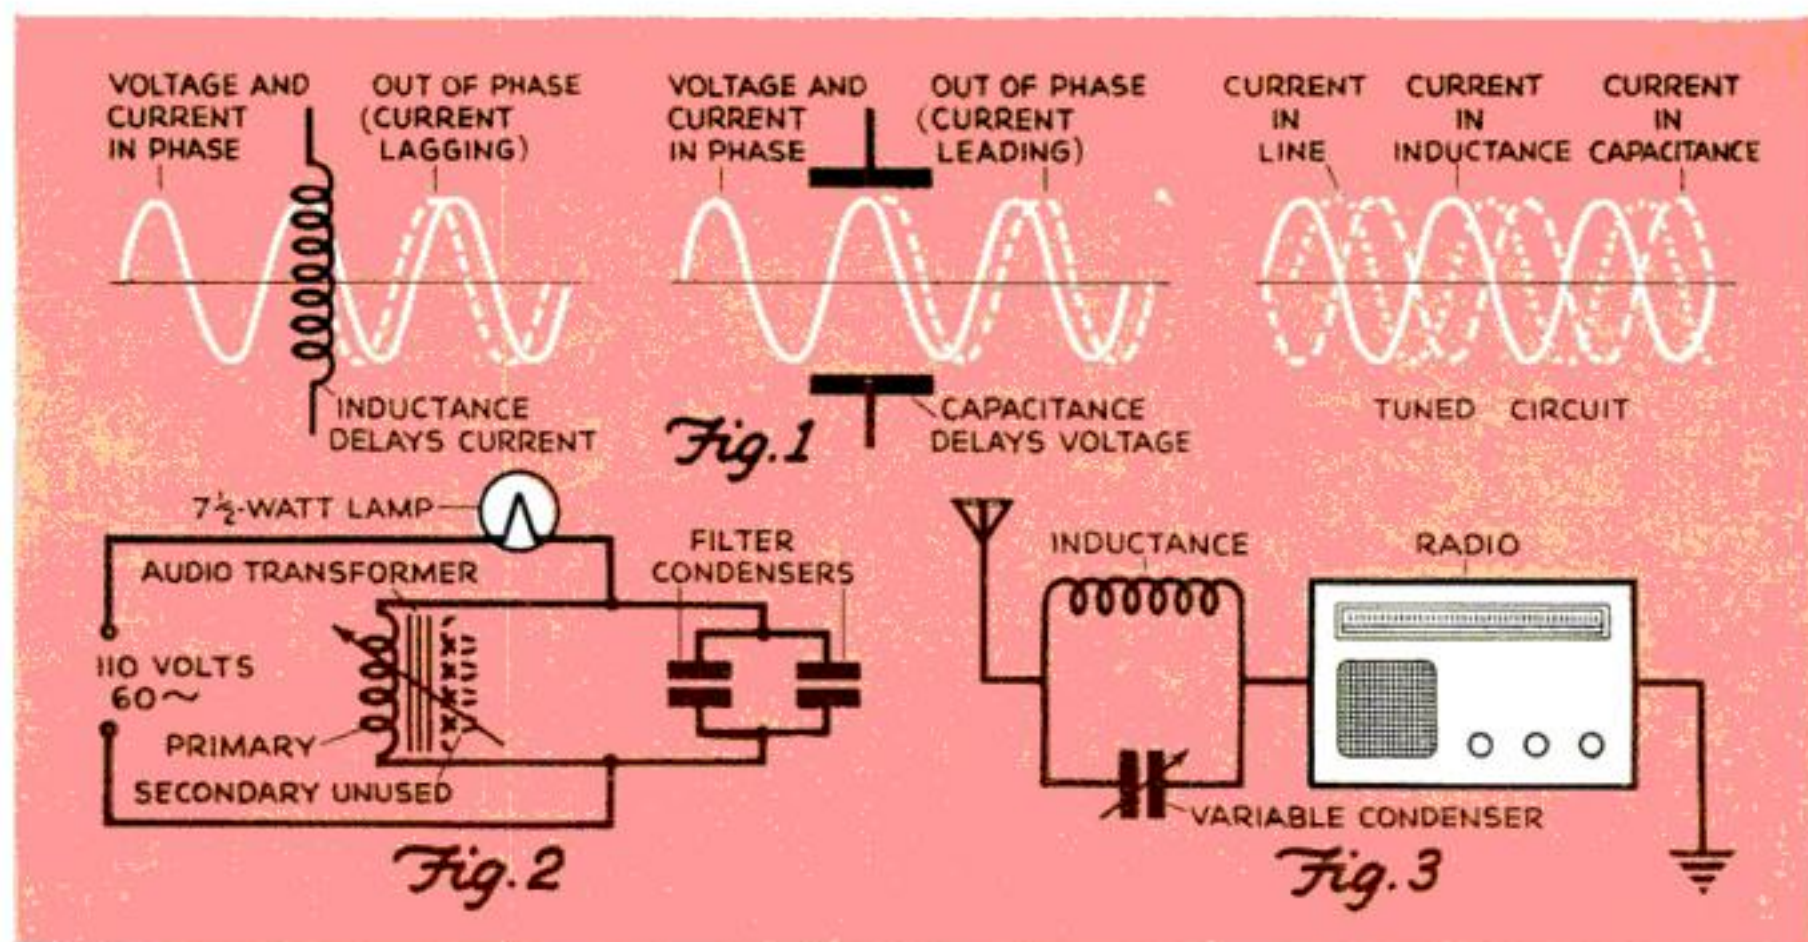 VOLTAGE AND
CURRENT
IN PHASE
OUT OF PHASE
(CURRENT
LAGGING)
INDUCTANCE
DELAYS CURRENT
VOLTAGE AND
CURRENT
IN PHASE
OUT OF PHASE
(CURRENT
LEADING)
CAPACITANCE
DELAYS VOLTAGE
Fig. 1
CURRENT
IN
LINE
CURRENT
IN
INDUCTANCE
CURRENT
IN
CAPACITANCE
TUNED CIRCUIT
7½-WATT LAMP
AUDIO TRANSFORMER
FILTER
CONDENSERS
110 VOLTS
60~
PRIMARY
SECONDARY UNUSED
Fig. 2
INDUCTANCE
RADIO
VARIABLE CONDENSER
Fig. 3